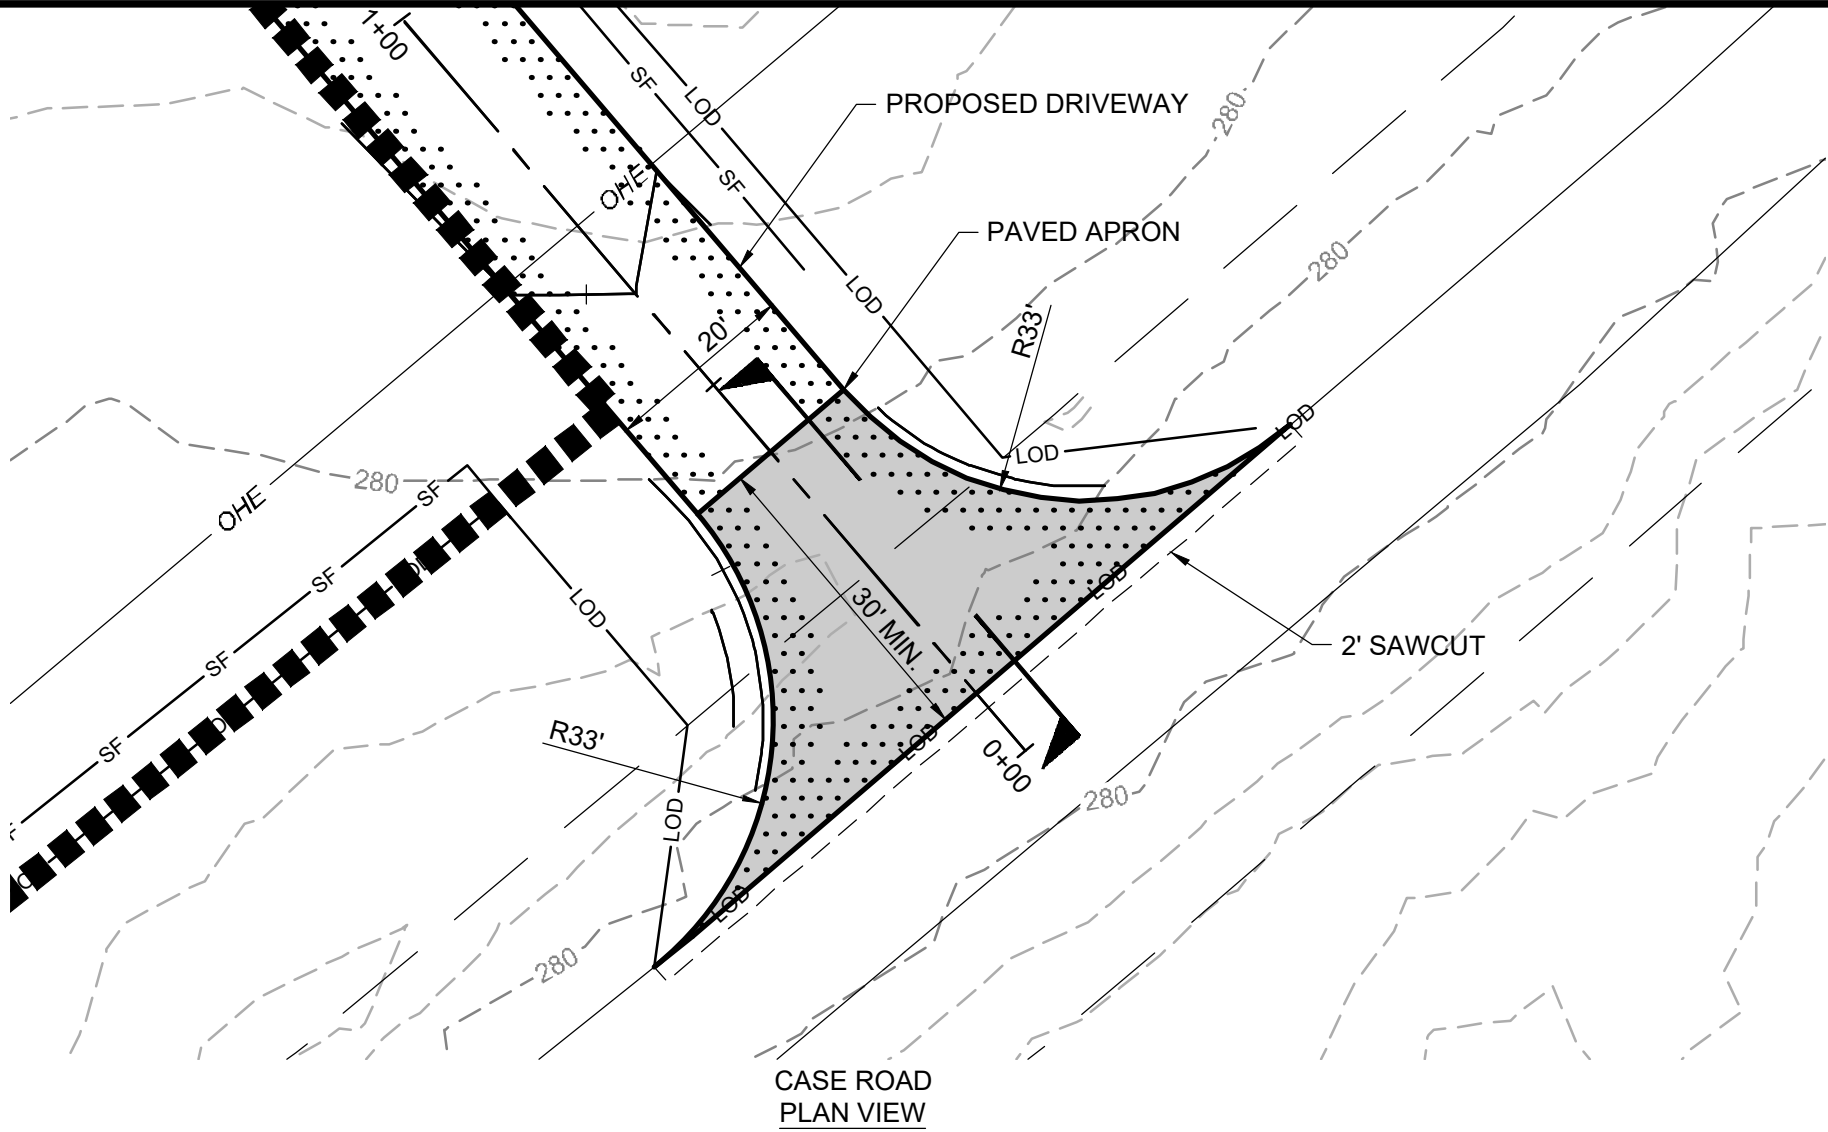 1+00
SF
LOD
PROPOSED DRIVEWAY
280
SF
OHE
PAVED APRON
280
LOD
20'
R33'
LOD
LOD
280
SF
OHE
SF
LOD
LOD
30' MIN.
2' SAWCUT
SF
R33'
LOD
0+00
SF
280
LOD
LOD
280
CASE ROAD
PLAN VIEW